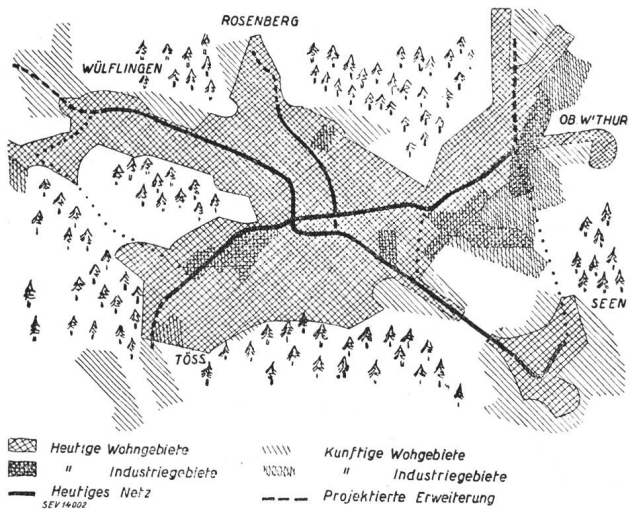 ROSENBERG
WÜLFLINGEN
OB W'THUR
SEEN
TÖSS
Heutige Wohngebiete
" Industriegebiete
Heutiges Netz
SEV 14002
Kunftige Wohgebiete
" Industriegebiete
Projektierte Erweiterung